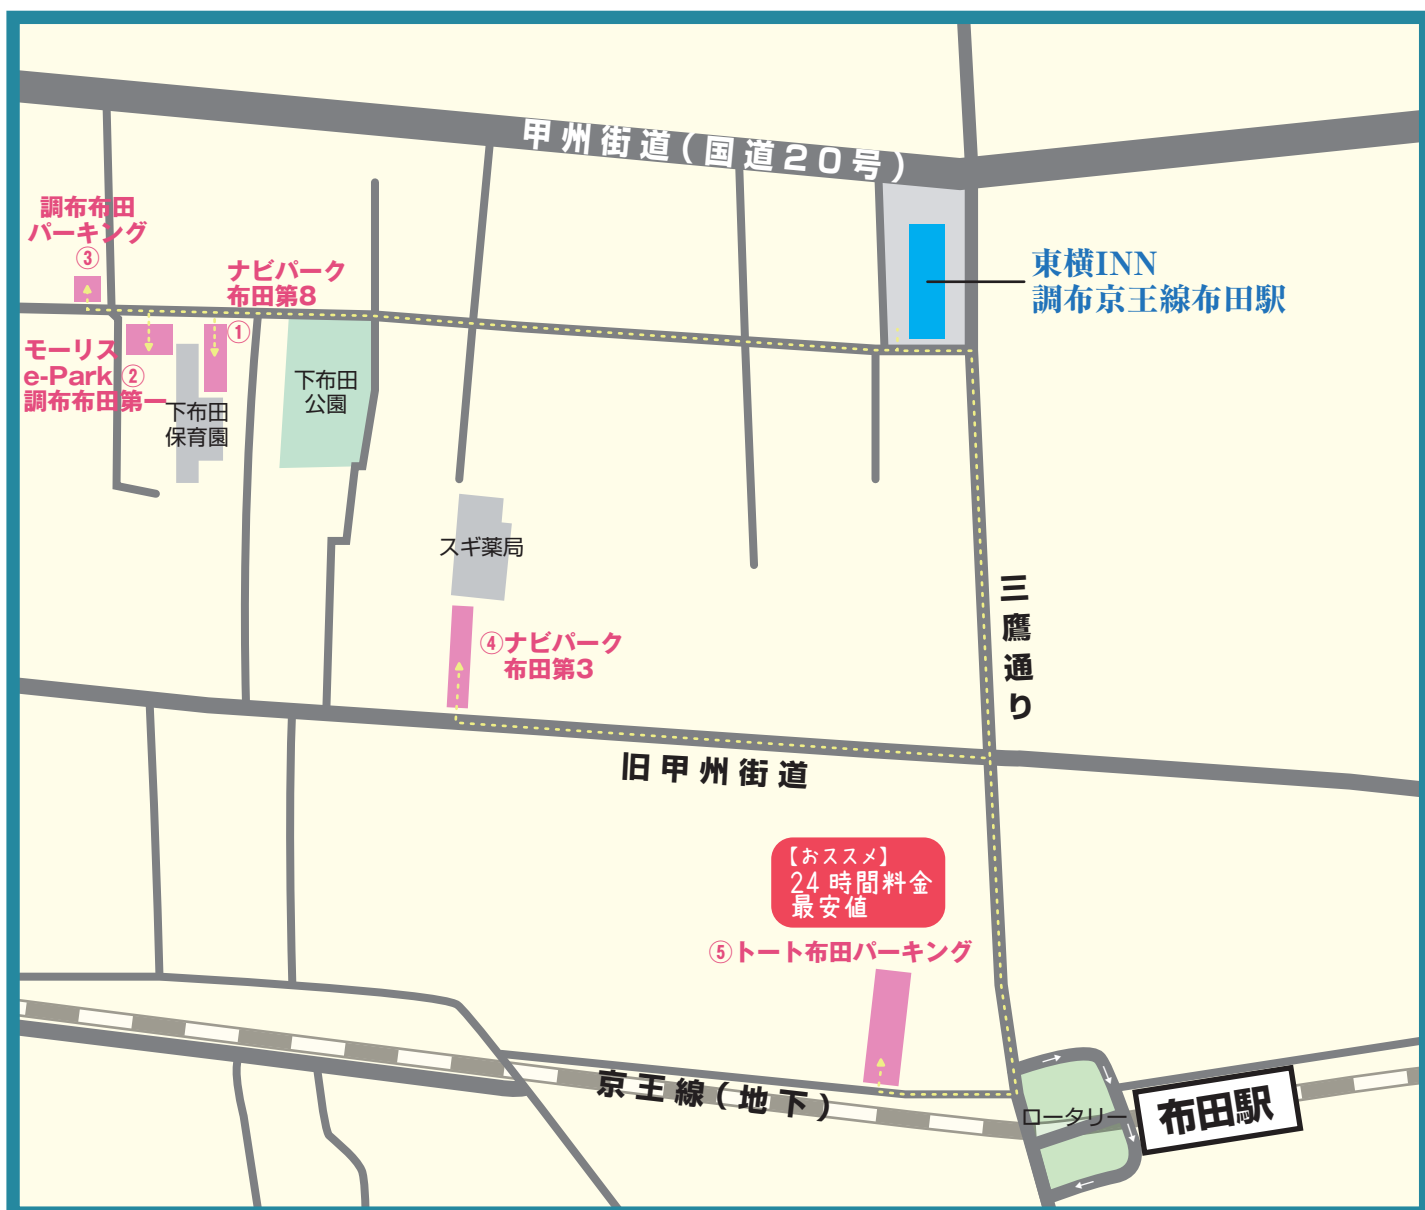 甲州街道(国道20号)
調布布田
パーキング
③
ナビパーク
布田第8
①
東横INN
調布京王線布田駅
モーリス
e-Park ②
調布布田第一
下布田
保育園
下布田
公園
スギ薬局
④ナビパーク
布田第3
三鷹通り
旧甲州街道
【おススメ】
24時間料金
最安値
⑤トート布田パーキング
京王線(地下)
ロータリー
布田駅